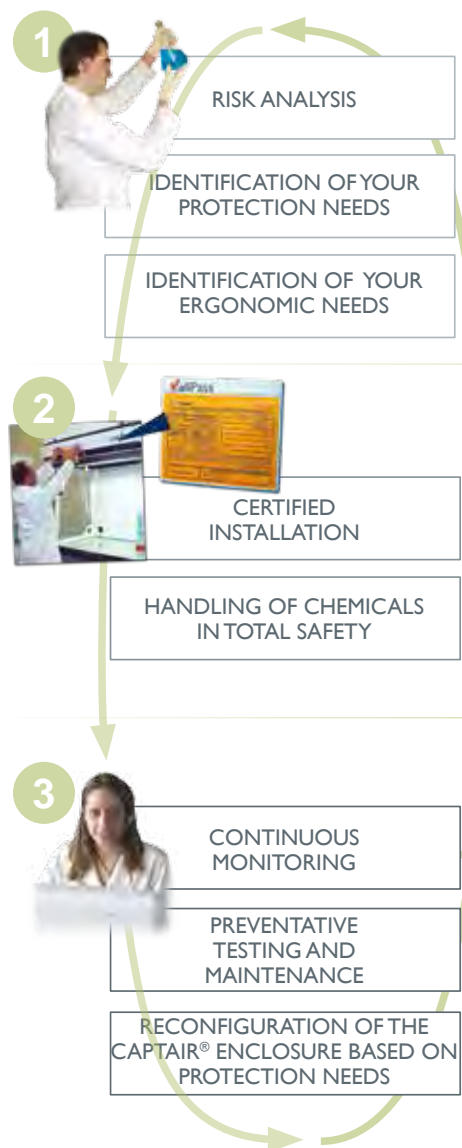 1
RISK ANALYSIS
IDENTIFICATION OF YOUR
PROTECTION NEEDS
IDENTIFICATION OF YOUR
ERGONOMIC NEEDS
2
ValiPass
CERTIFIED
INSTALLATION
HANDLING OF CHEMICALS
IN TOTAL SAFETY
3
CONTINUOUS
MONITORING
PREVENTATIVE
TESTING AND
MAINTENANCE
RECONFIGURATION OF THE
CAPTAIR® ENCLOSURE BASED ON
PROTECTION NEEDS